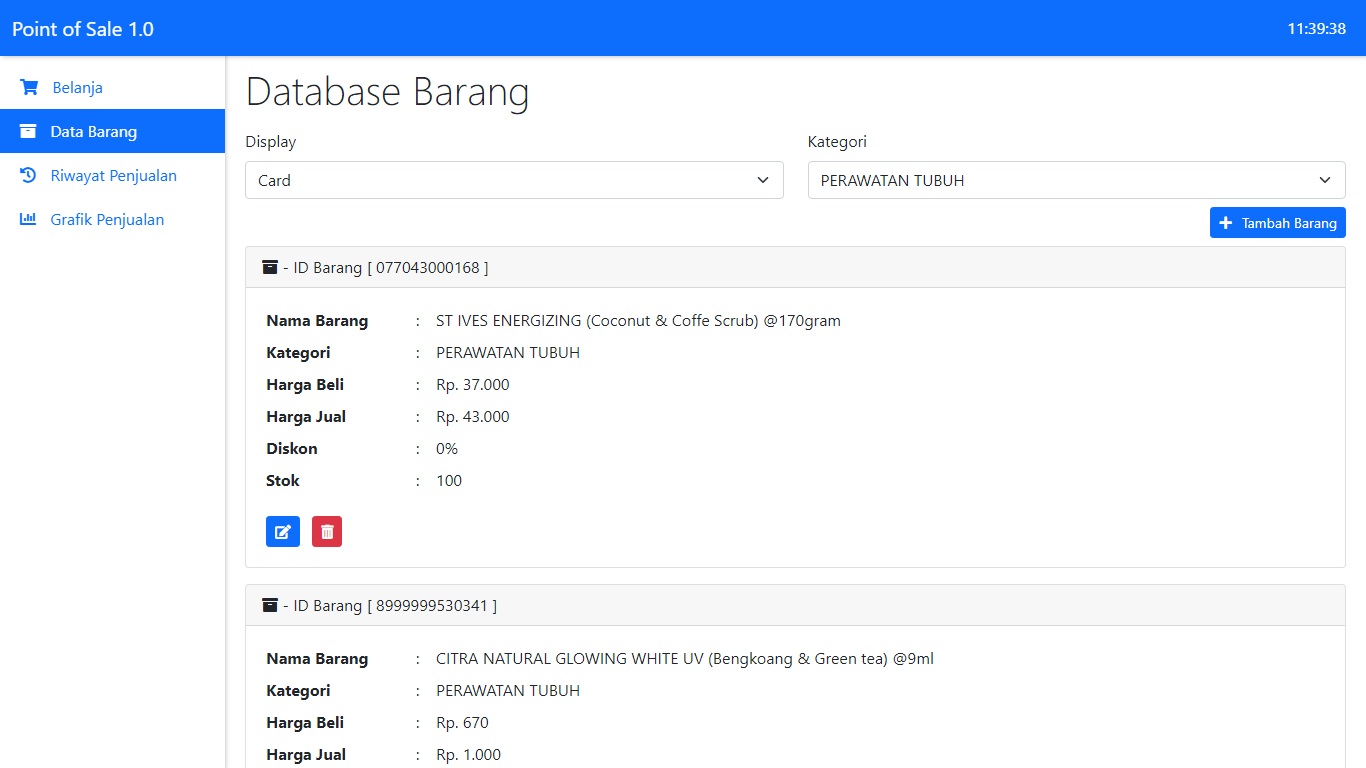 Point of Sale 1.0
11:39:38
Belanja
Data Barang
Riwayat Penjualan
Grafik Penjualan
Database Barang
Display
Kategori
Card
PERAWATAN TUBUH
Tambah Barang
- ID Barang [ 077043000168 ]
Nama Barang : ST IVES ENERGIZING (Coconut & Coffe Scrub) @170gram
Kategori : PERAWATAN TUBUH
Harga Beli : Rp. 37.000
Harga Jual : Rp. 43.000
Diskon : 0%
Stok : 100
- ID Barang [ 8999999530341 ]
Nama Barang : CITRA NATURAL GLOWING WHITE UV (Bengkoang & Green tea) @9ml
Kategori : PERAWATAN TUBUH
Harga Beli : Rp. 670
Harga Jual : Rp. 1.000